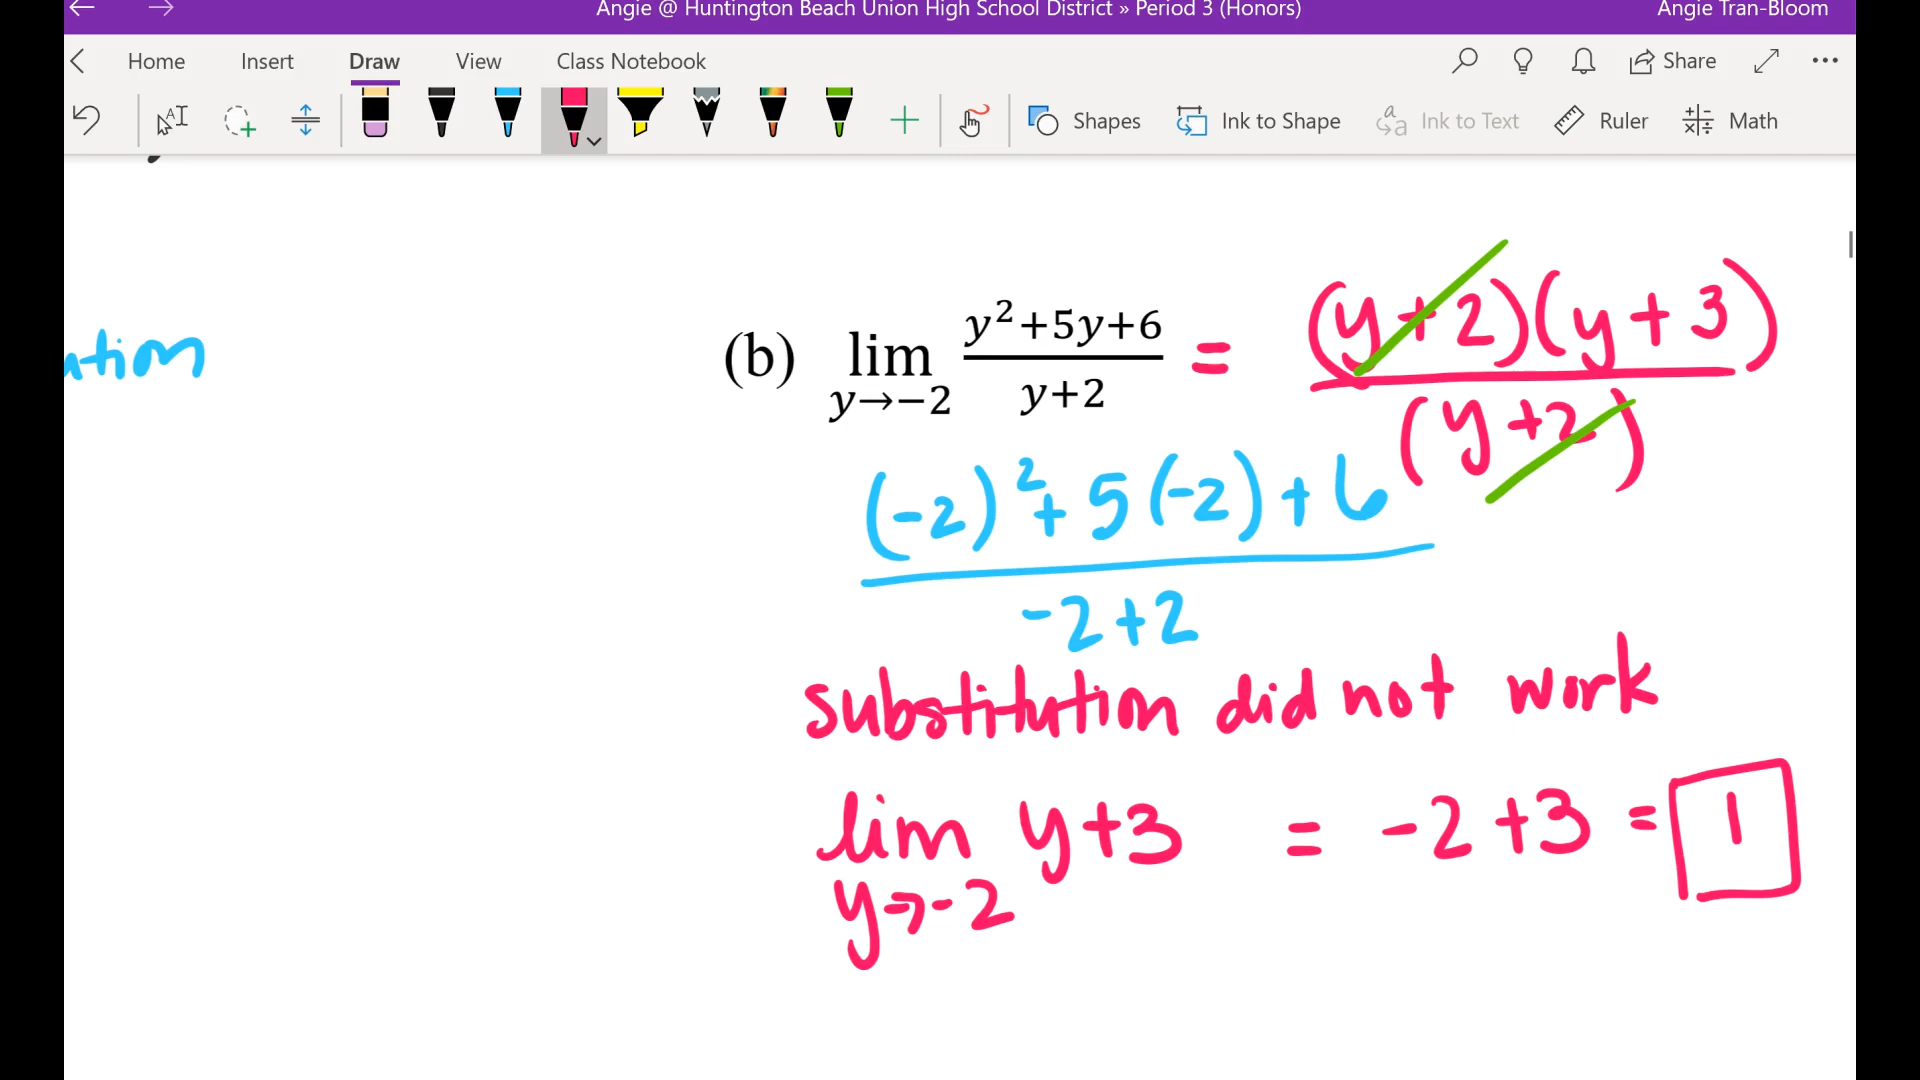 Angie @ Huntington Beach Union High School District » Period 3 (Honors)
Angie Tran-Bloom
Home Insert Draw View Class Notebook
Share
Shapes Ink to Shape Ink to Text Ruler Math
(b) lim y→−2 (y²+5y+6)/(y+2) = (y+2)(y+3)/(y+2)
ution
((-2)² + 5(-2) + 6)/(-2+2)
substitution did not work
lim y→-2 y+3 = -2+3 = 1